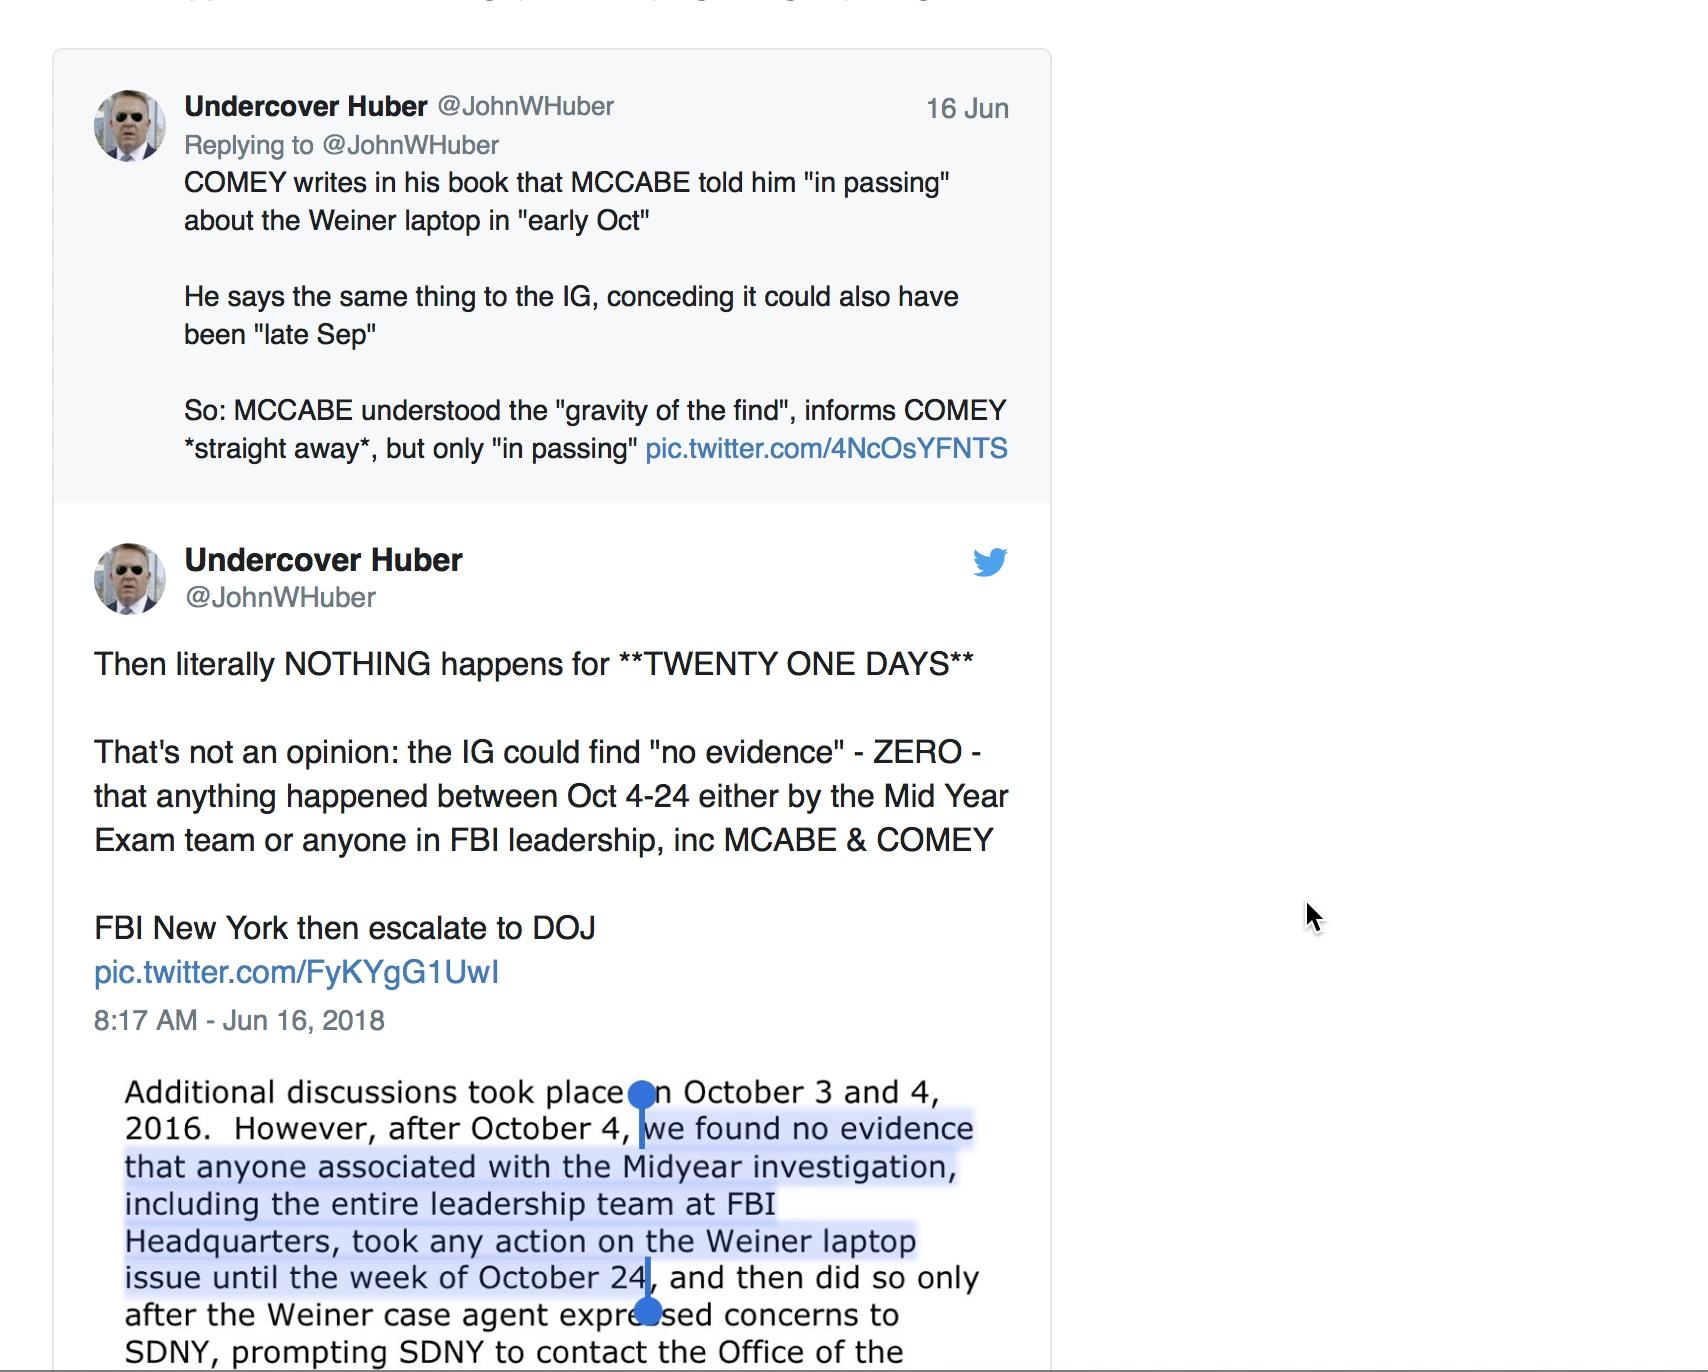 Undercover Huber @JohnWHuber 16 Jun
Replying to @JohnWHuber
COMEY writes in his book that MCCABE told him "in passing"
about the Weiner laptop in "early Oct"
He says the same thing to the IG, conceding it could also have
been "late Sep"
So: MCCABE understood the "gravity of the find", informs COMEY
*straight away*, but only "in passing" pic.twitter.com/4NcOsYFNTS
Undercover Huber
@JohnWHuber
Then literally NOTHING happens for **TWENTY ONE DAYS**
That's not an opinion: the IG could find "no evidence" - ZERO -
that anything happened between Oct 4-24 either by the Mid Year
Exam team or anyone in FBI leadership, inc MCABE & COMEY
FBI New York then escalate to DOJ
pic.twitter.com/FyKYgG1UwI
8:17 AM - Jun 16, 2018
Additional discussions took place on October 3 and 4,
2016. However, after October 4, we found no evidence
that anyone associated with the Midyear investigation,
including the entire leadership team at FBI
Headquarters, took any action on the Weiner laptop
issue until the week of October 24, and then did so only
after the Weiner case agent expressed concerns to
SDNY, prompting SDNY to contact the Office of the